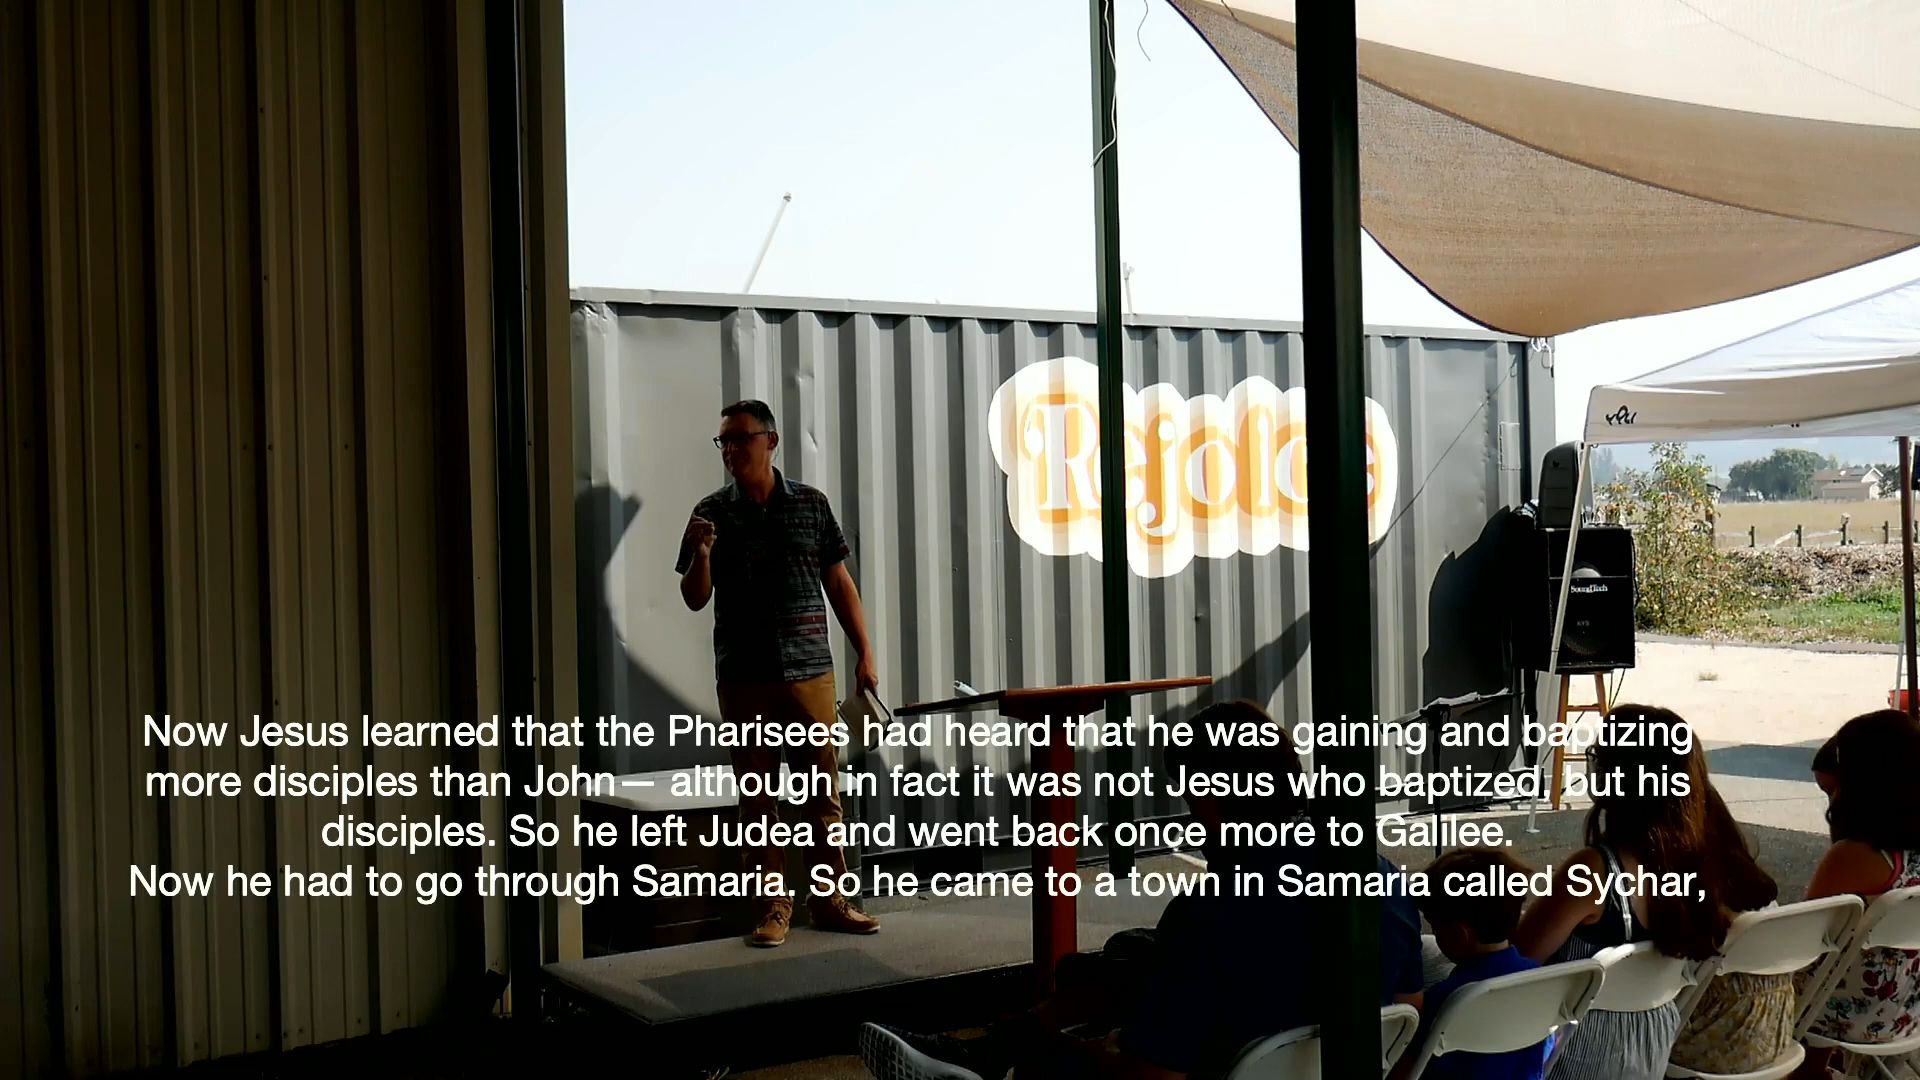 Rejoice
SoundTech
Now Jesus learned that the Pharisees had heard that he was gaining and baptizing
more disciples than John— although in fact it was not Jesus who baptized, but his
disciples. So he left Judea and went back once more to Galilee.
Now he had to go through Samaria. So he came to a town in Samaria called Sychar,